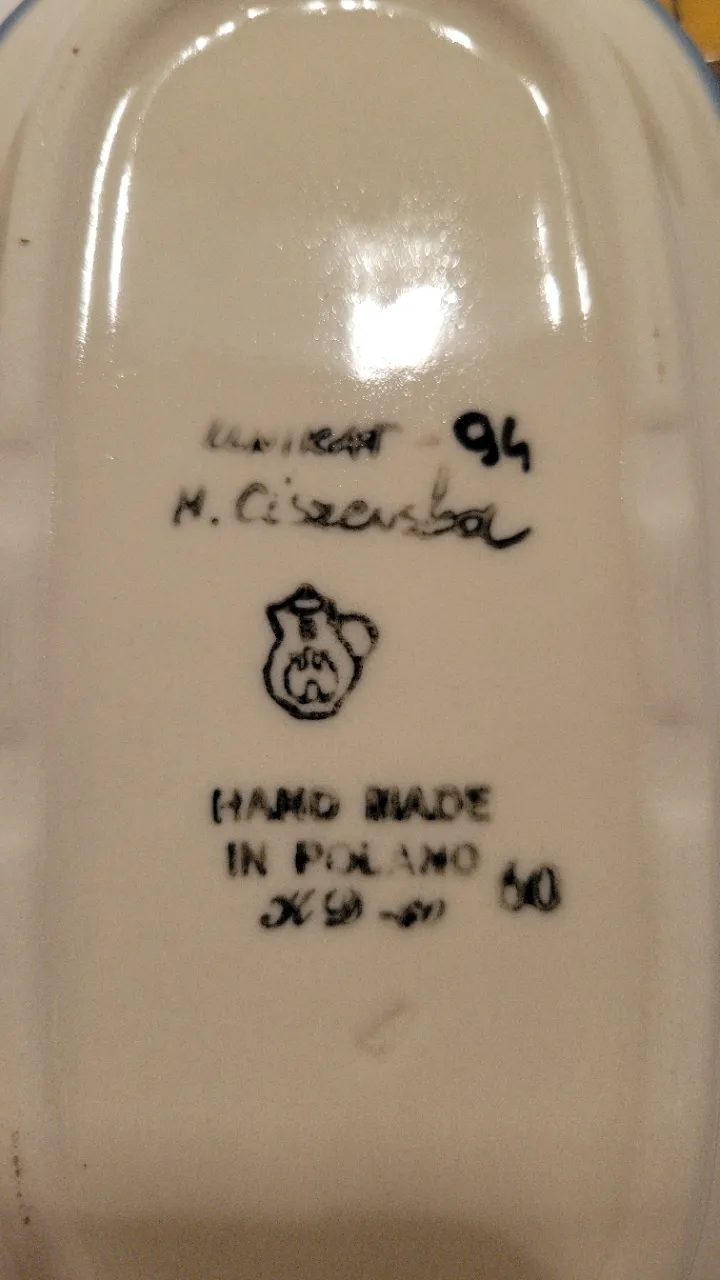 UNIKAT - 94
M. Ciszewska
HAND MADE
IN POLAND
60